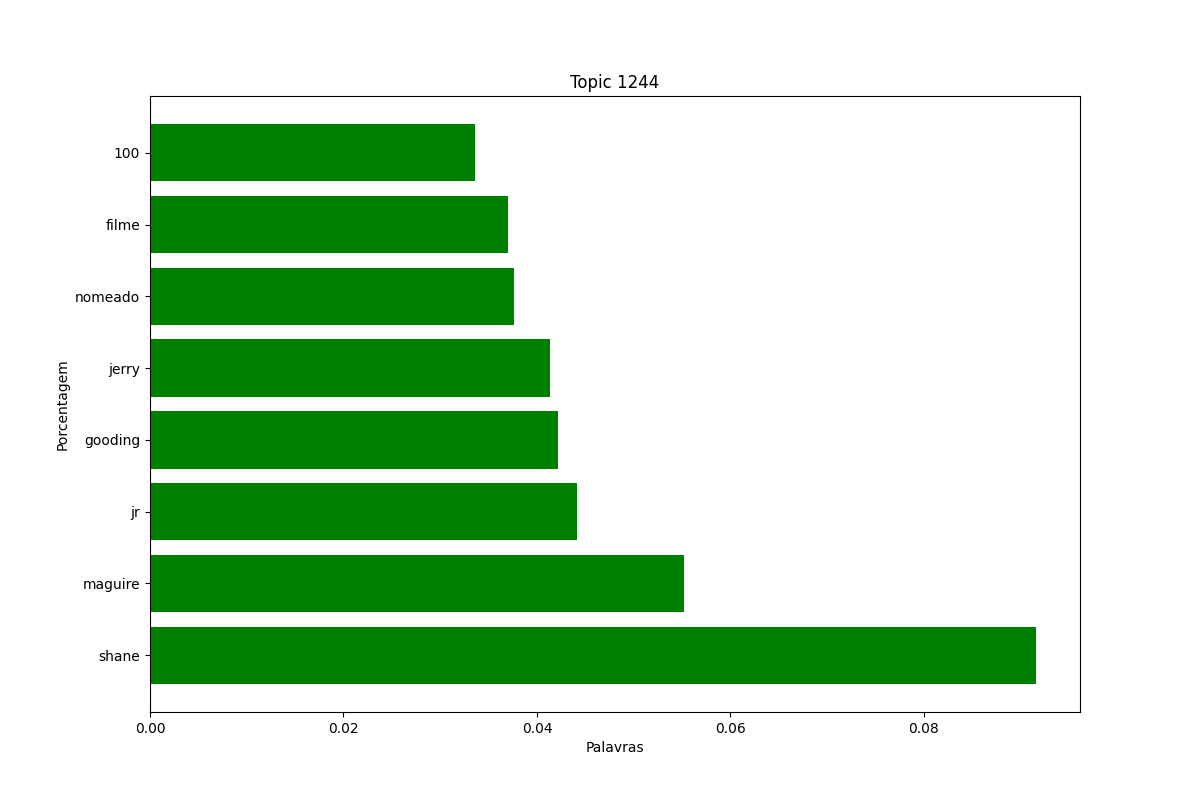 Topic 1244
100
filme
nomeado
jerry
gooding
jr
maguire
shane
Porcentagem
0.00 0.02 0.04 0.06 0.08
Palavras